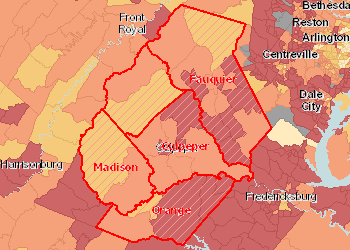 Bethesda
Reston
Arlington
Front
Royal
Centreville
Fauquier
Dale
City
Culpeper
Harrisonburg
Madison
Fredericksburg
Orange